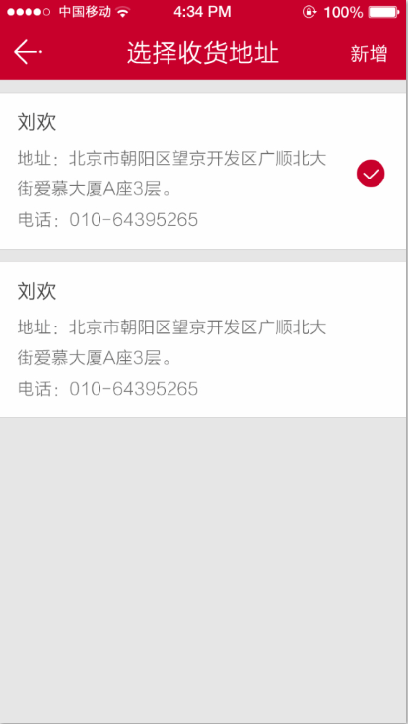 中国移动 4:34 PM 100%
选择收货地址 新增
刘欢
地址：北京市朝阳区望京开发区广顺北大
街爱慕大厦A座3层。
电话：010-64395265
刘欢
地址：北京市朝阳区望京开发区广顺北大
街爱慕大厦A座3层。
电话：010-64395265